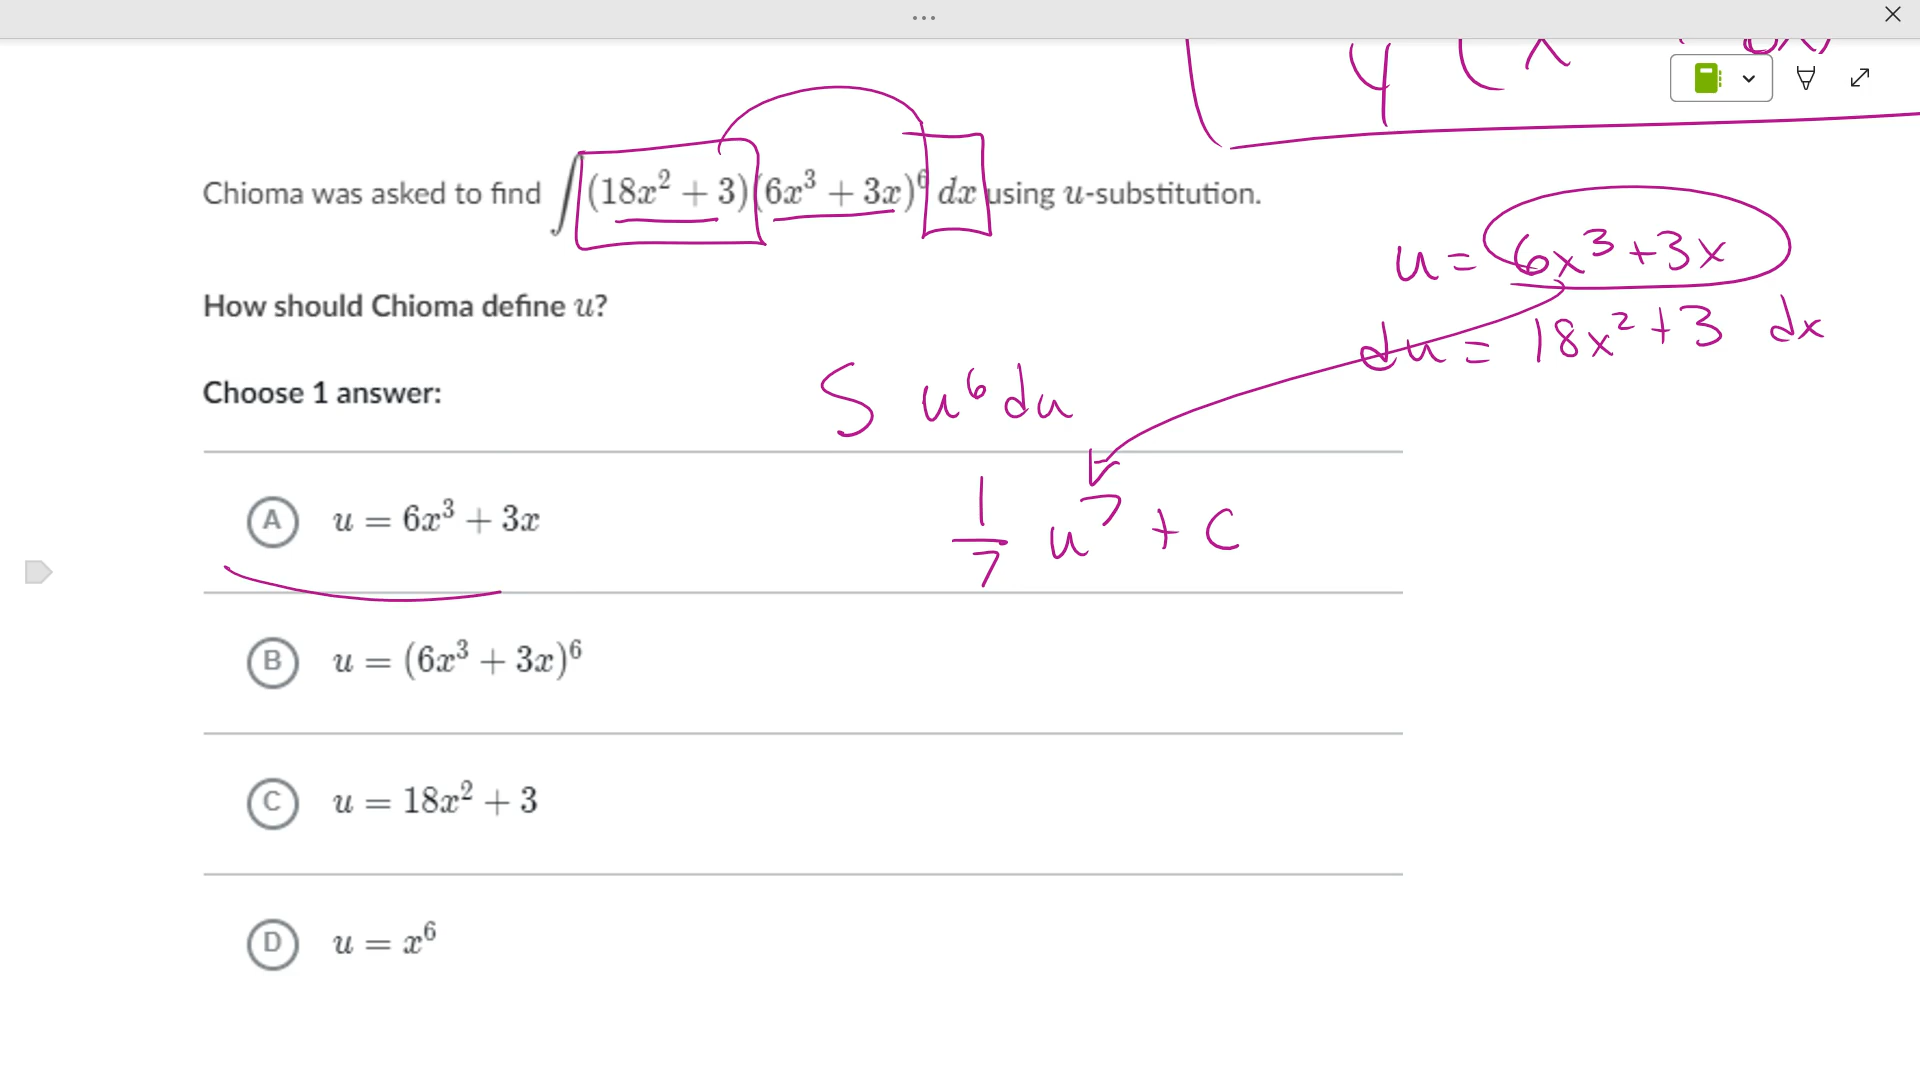 4 ( x
Chioma was asked to find ∫(18x² + 3)(6x³ + 3x)⁶ dx using u-substitution.
u = 6x³ + 3x
du = 18x² + 3 dx
How should Chioma define u?
Choose 1 answer:
S u⁶ du
1/7 u⁷ + C
A u = 6x³ + 3x
B u = (6x³ + 3x)⁶
C u = 18x² + 3
D u = x⁶